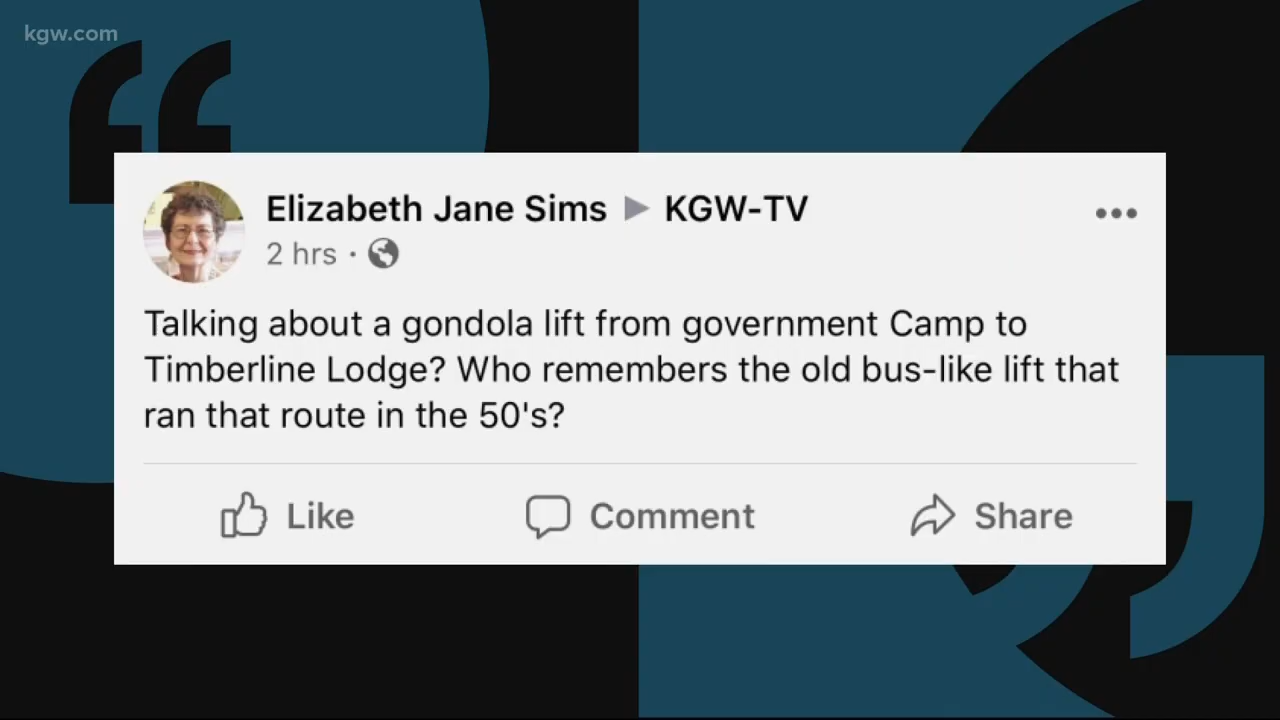 kgw.com
Elizabeth Jane Sims ▶ KGW-TV
2 hrs ·
Talking about a gondola lift from government Camp to
Timberline Lodge? Who remembers the old bus-like lift that
ran that route in the 50's?
Like Comment Share